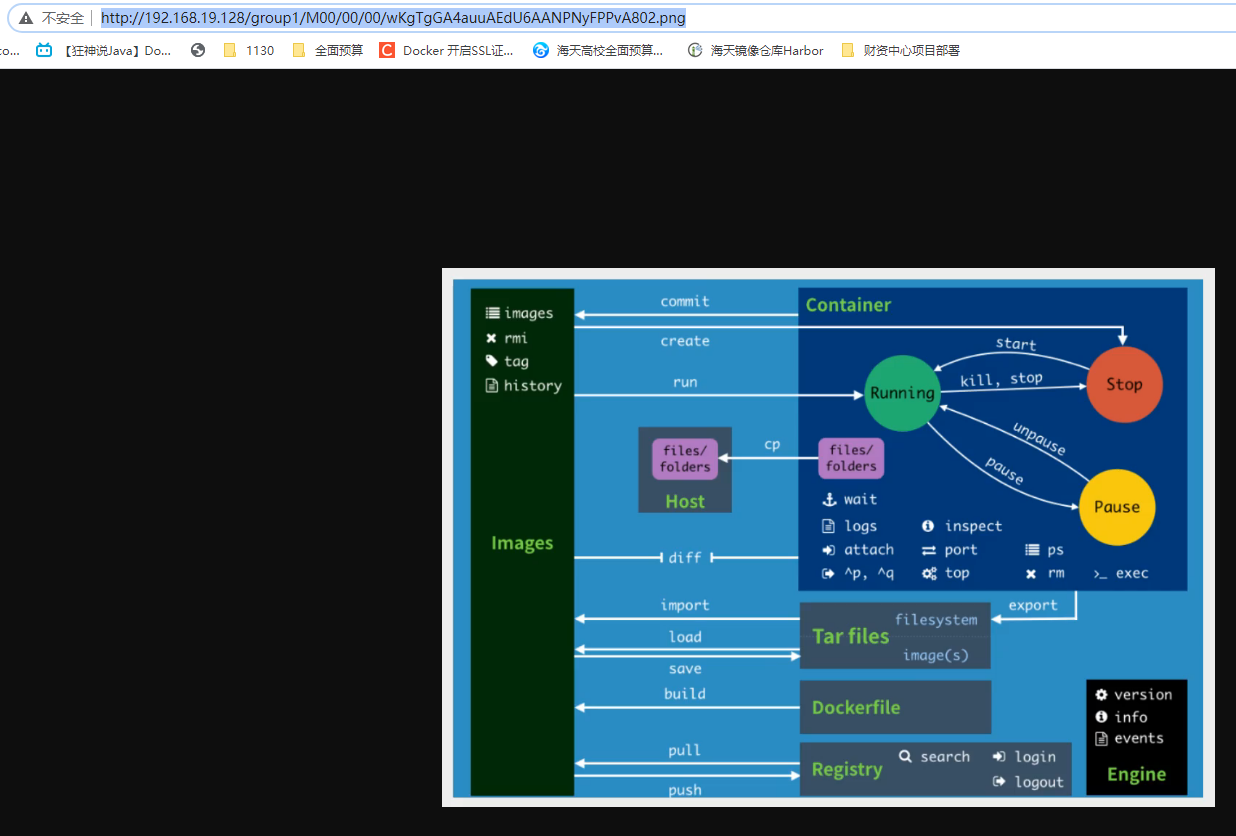 不安全 | http://192.168.19.128/group1/M00/00/00/wKgTgGA4auuAEdU6AANPNyFPPvA802.png
co... 【狂神说Java】Do... 1130 全面预算 C Docker 开启SSL证... 海天高校全面预算... 海天镜像仓库Harbor 财资中心项目部署
images
rmi
tag
history
Images
commit
create
run
cp
files/
folders
Host
diff
import
load
save
build
pull
push
Container
Running
start
kill, stop
Stop
unpause
pause
Pause
files/
folders
wait
logs inspect
attach port ps
^p, ^q top rm >_ exec
export
Tar files
filesystem
image(s)
Dockerfile
Registry
search login
logout
version
info
events
Engine